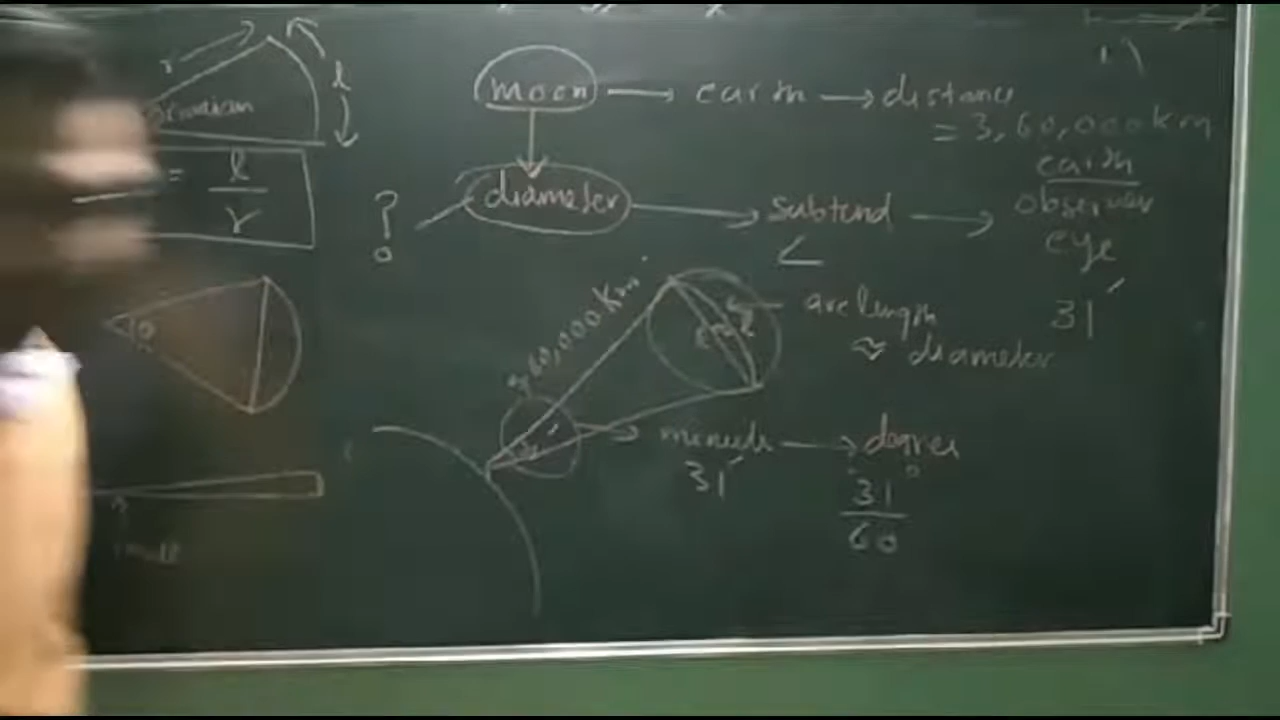 r
l
radian
= l/r
moon → earth → distance
= 3,60,000 km
earth
diameter → subtend → observer
∠
eye
?
31′
θ
3,60,000 Km
arc length
≈ diameter
31′
minute → degree
31′
31°
60